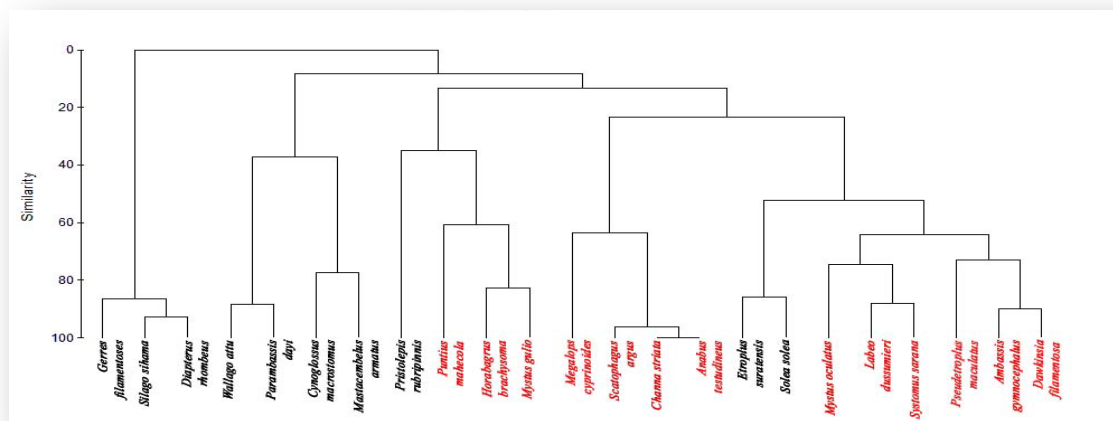 0
20
40
60
80
100
Similarity
Gerres
filamentoses
Silago sihama
Diapterus
rhombeus
Wallago attu
Parambassis
dayi
Cynoglossus
macrostomus
Mastacembelus
armatus
Pristolepis
rubripinnis
Puntius
mahecola
Horabagrus
brachysoma
Mystus gulio
Megalops
cyprinoides
Scatophagus
argus
Channa striata
Anabus
testudineus
Etroplus
suratensis
Solea solea
Mystus oculatus
Labeo
dussumieri
Systomus sarana
Pseudetroplus
maculatus
Ambassis
gymnocephalus
Dawkinsia
filamentosa